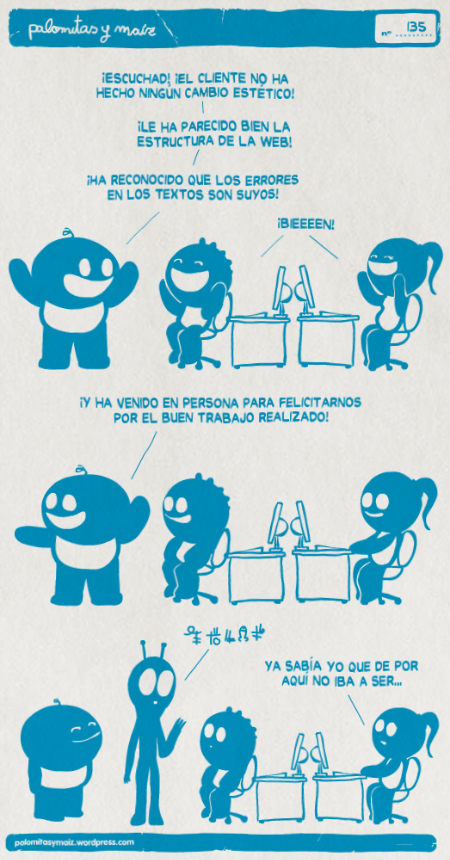 palomitas y maíz
nº 135
¡ESCUCHAD! ¡EL CLIENTE NO HA
HECHO NINGÚN CAMBIO ESTÉTICO!
¡LE HA PARECIDO BIEN LA
ESTRUCTURA DE LA WEB!
¡HA RECONOCIDO QUE LOS ERRORES
EN LOS TEXTOS SON SUYOS!
¡BIEEEEN!
¡Y HA VENIDO EN PERSONA PARA FELICITARNOS
POR EL BUEN TRABAJO REALIZADO!
YA SABÍA YO QUE DE POR
AQUÍ NO IBA A SER...
palomitasymaiz.wordpress.com